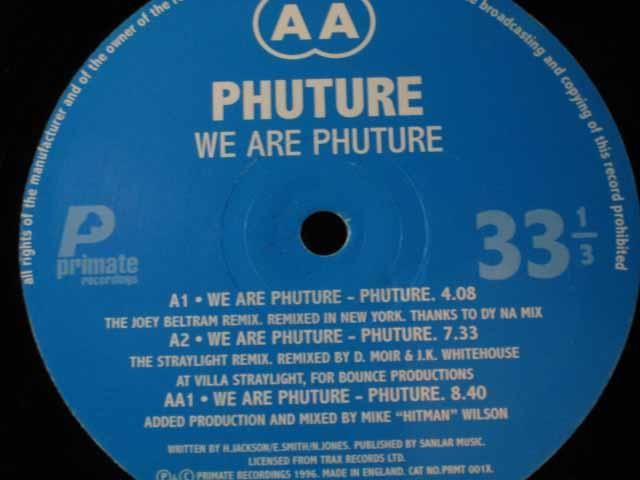 AA
all rights of the manufacturer and of the owner of the
broadcasting and copying of this record prohibited
PHUTURE
WE ARE PHUTURE
P
primate
recordings
33 1/3
A1 • WE ARE PHUTURE – PHUTURE. 4.08
THE JOEY BELTRAM REMIX. REMIXED IN NEW YORK. THANKS TO DY NA MIX
A2 • WE ARE PHUTURE – PHUTURE. 7.33
THE STRAYLIGHT REMIX. REMIXED BY D. MOIR & J.K. WHITEHOUSE
AT VILLA STRAYLIGHT, FOR BOUNCE PRODUCTIONS
AA1 • WE ARE PHUTURE – PHUTURE. 8.40
ADDED PRODUCTION AND MIXED BY MIKE “HITMAN” WILSON
WRITTEN BY H.JACKSON/E.SMITH/N.JONES. PUBLISHED BY SANLAR MUSIC.
LICENSED FROM TRAX RECORDS LTD.
℗&© PRIMATE RECORDINGS 1996. MADE IN ENGLAND. CAT NO.PRMT 001X.